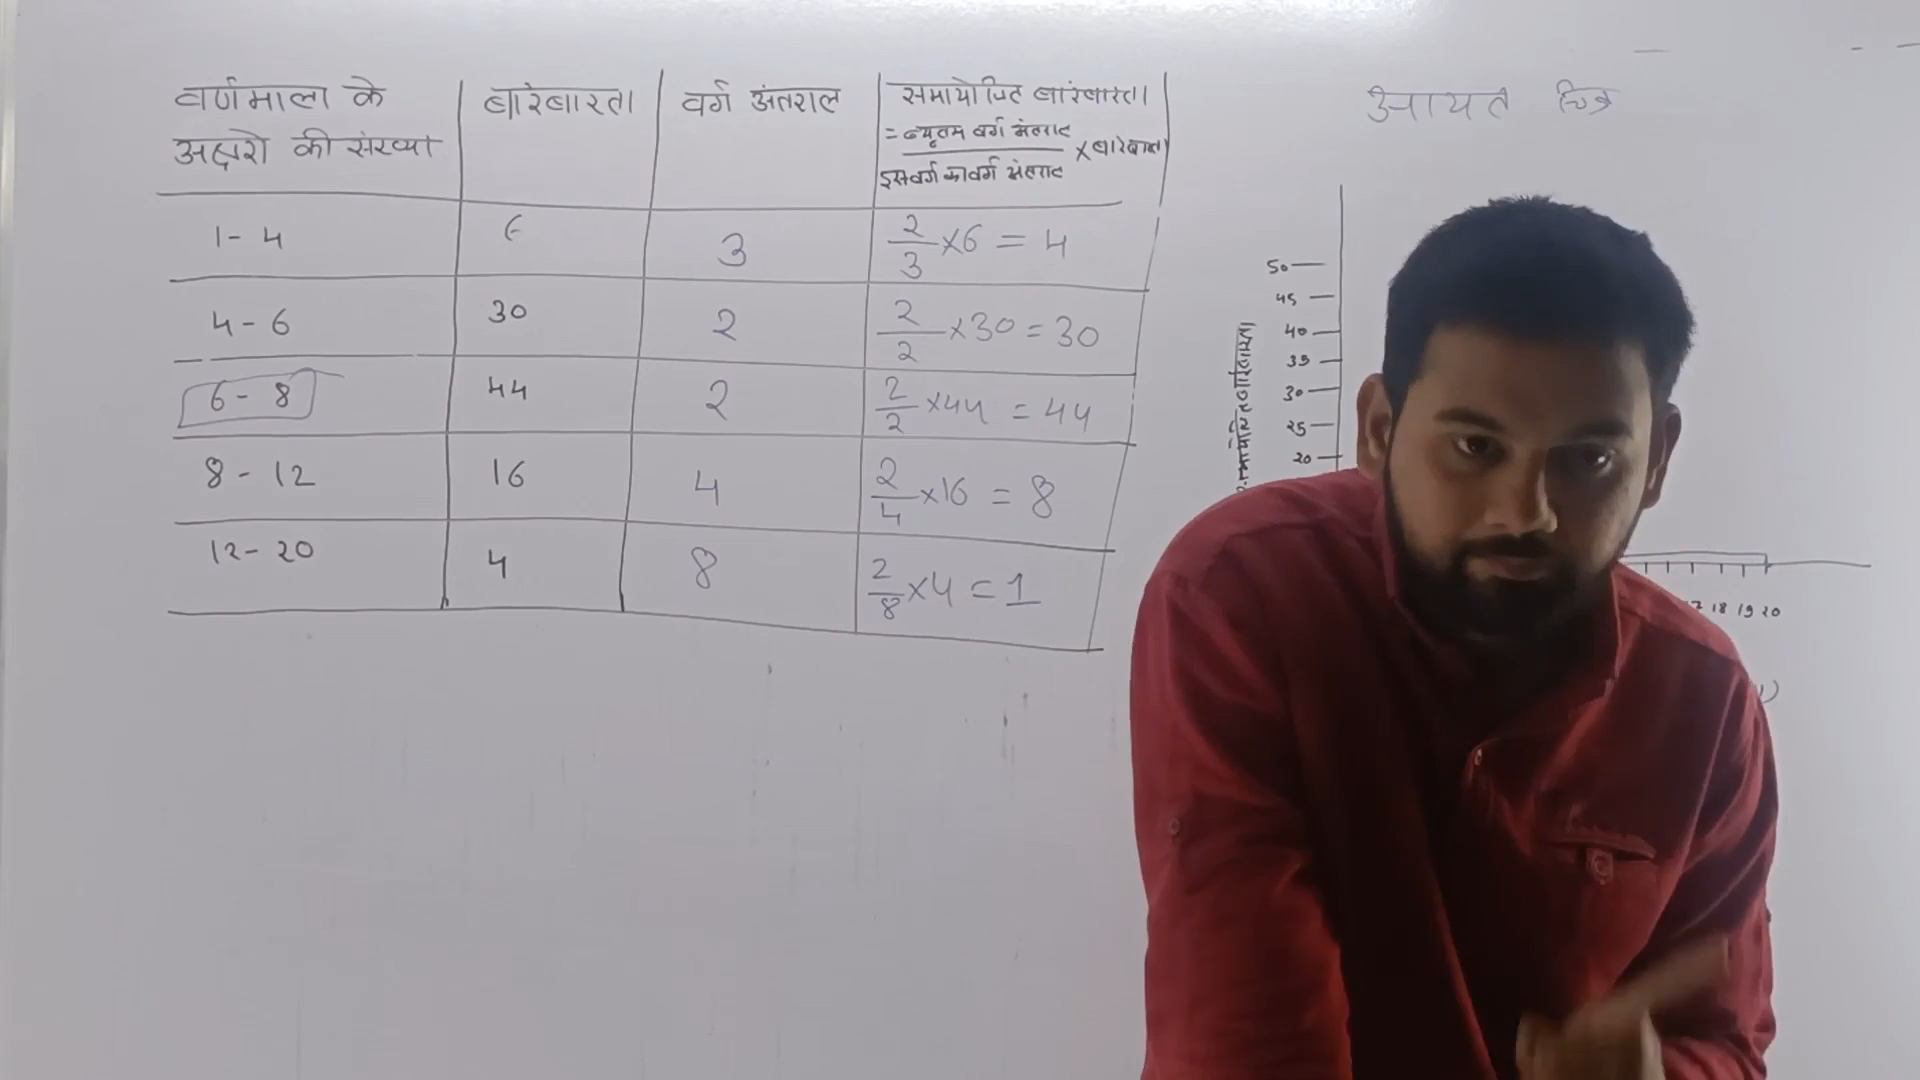 वर्णमाला के
अक्षरो की संख्या
बारंबारता
वर्ग अंतराल
समायोजित बारंबारता
= न्यूतम वर्ग अंतराल
इस वर्ग का वर्ग अंतराल
× बारंबारता
1 - 4 6 3 2/3 × 6 = 4
4 - 6 30 2 2/2 × 30 = 30
6 - 8 44 2 2/2 × 44 = 44
8 - 12 16 4 2/4 × 16 = 8
12 - 20 4 8 2/8 × 4 = 1
आयत चित्र
50
45
40
35
30
25
20
18 19 20